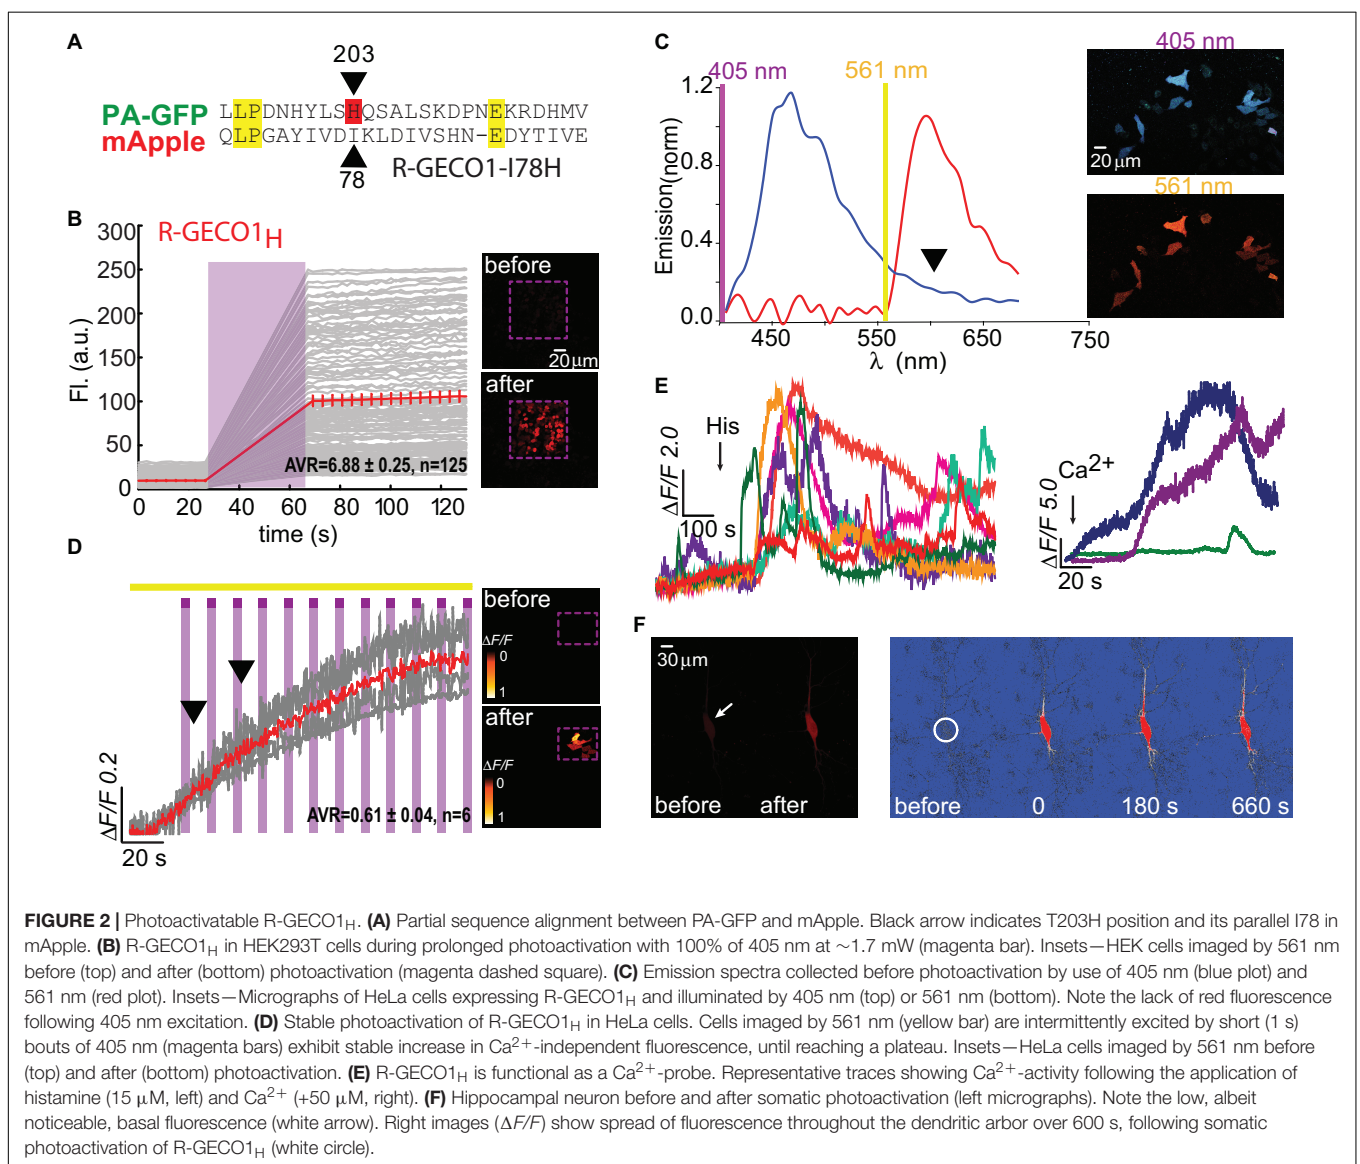 A
203
PA-GFP LLPDNHYLSHQSALSKDPNEKRDHMV
mApple QLPGAYIVDIKLDIVSHN-EDYTIVE
78
R-GECO1-I78H
B
R-GECO1H
Fl. (a.u.)
300
250
200
150
100
50
0
AVR=6.88 ± 0.25, n=125
0 20 40 60 80 100 120
time (s)
before
20 µm
after
C
405 nm
561 nm
Emission(norm)
1.2
0.8
0.4
0.0
450 550 650 750
λ (nm)
405 nm
20 µm
561 nm
D
ΔF/F 0.2
20 s
AVR=0.61 ± 0.04, n=6
before
ΔF/F
0
1
after
ΔF/F
0
1
E
His
ΔF/F 2.0
100 s
Ca2+
ΔF/F 5.0
20 s
F
30 µm
before after
before 0 180 s 660 s
FIGURE 2 | Photoactivatable R-GECO1H. (A) Partial sequence alignment between PA-GFP and mApple. Black arrow indicates T203H position and its parallel I78 in
mApple. (B) R-GECO1H in HEK293T cells during prolonged photoactivation with 100% of 405 nm at ∼1.7 mW (magenta bar). Insets—HEK cells imaged by 561 nm
before (top) and after (bottom) photoactivation (magenta dashed square). (C) Emission spectra collected before photoactivation by use of 405 nm (blue plot) and
561 nm (red plot). Insets—Micrographs of HeLa cells expressing R-GECO1H and illuminated by 405 nm (top) or 561 nm (bottom). Note the lack of red fluorescence
following 405 nm excitation. (D) Stable photoactivation of R-GECO1H in HeLa cells. Cells imaged by 561 nm (yellow bar) are intermittently excited by short (1 s)
bouts of 405 nm (magenta bars) exhibit stable increase in Ca2+-independent fluorescence, until reaching a plateau. Insets—HeLa cells imaged by 561 nm before
(top) and after (bottom) photoactivation. (E) R-GECO1H is functional as a Ca2+-probe. Representative traces showing Ca2+-activity following the application of
histamine (15 µM, left) and Ca2+ (+50 µM, right). (F) Hippocampal neuron before and after somatic photoactivation (left micrographs). Note the low, albeit
noticeable, basal fluorescence (white arrow). Right images (ΔF/F) show spread of fluorescence throughout the dendritic arbor over 600 s, following somatic
photoactivation of R-GECO1H (white circle).